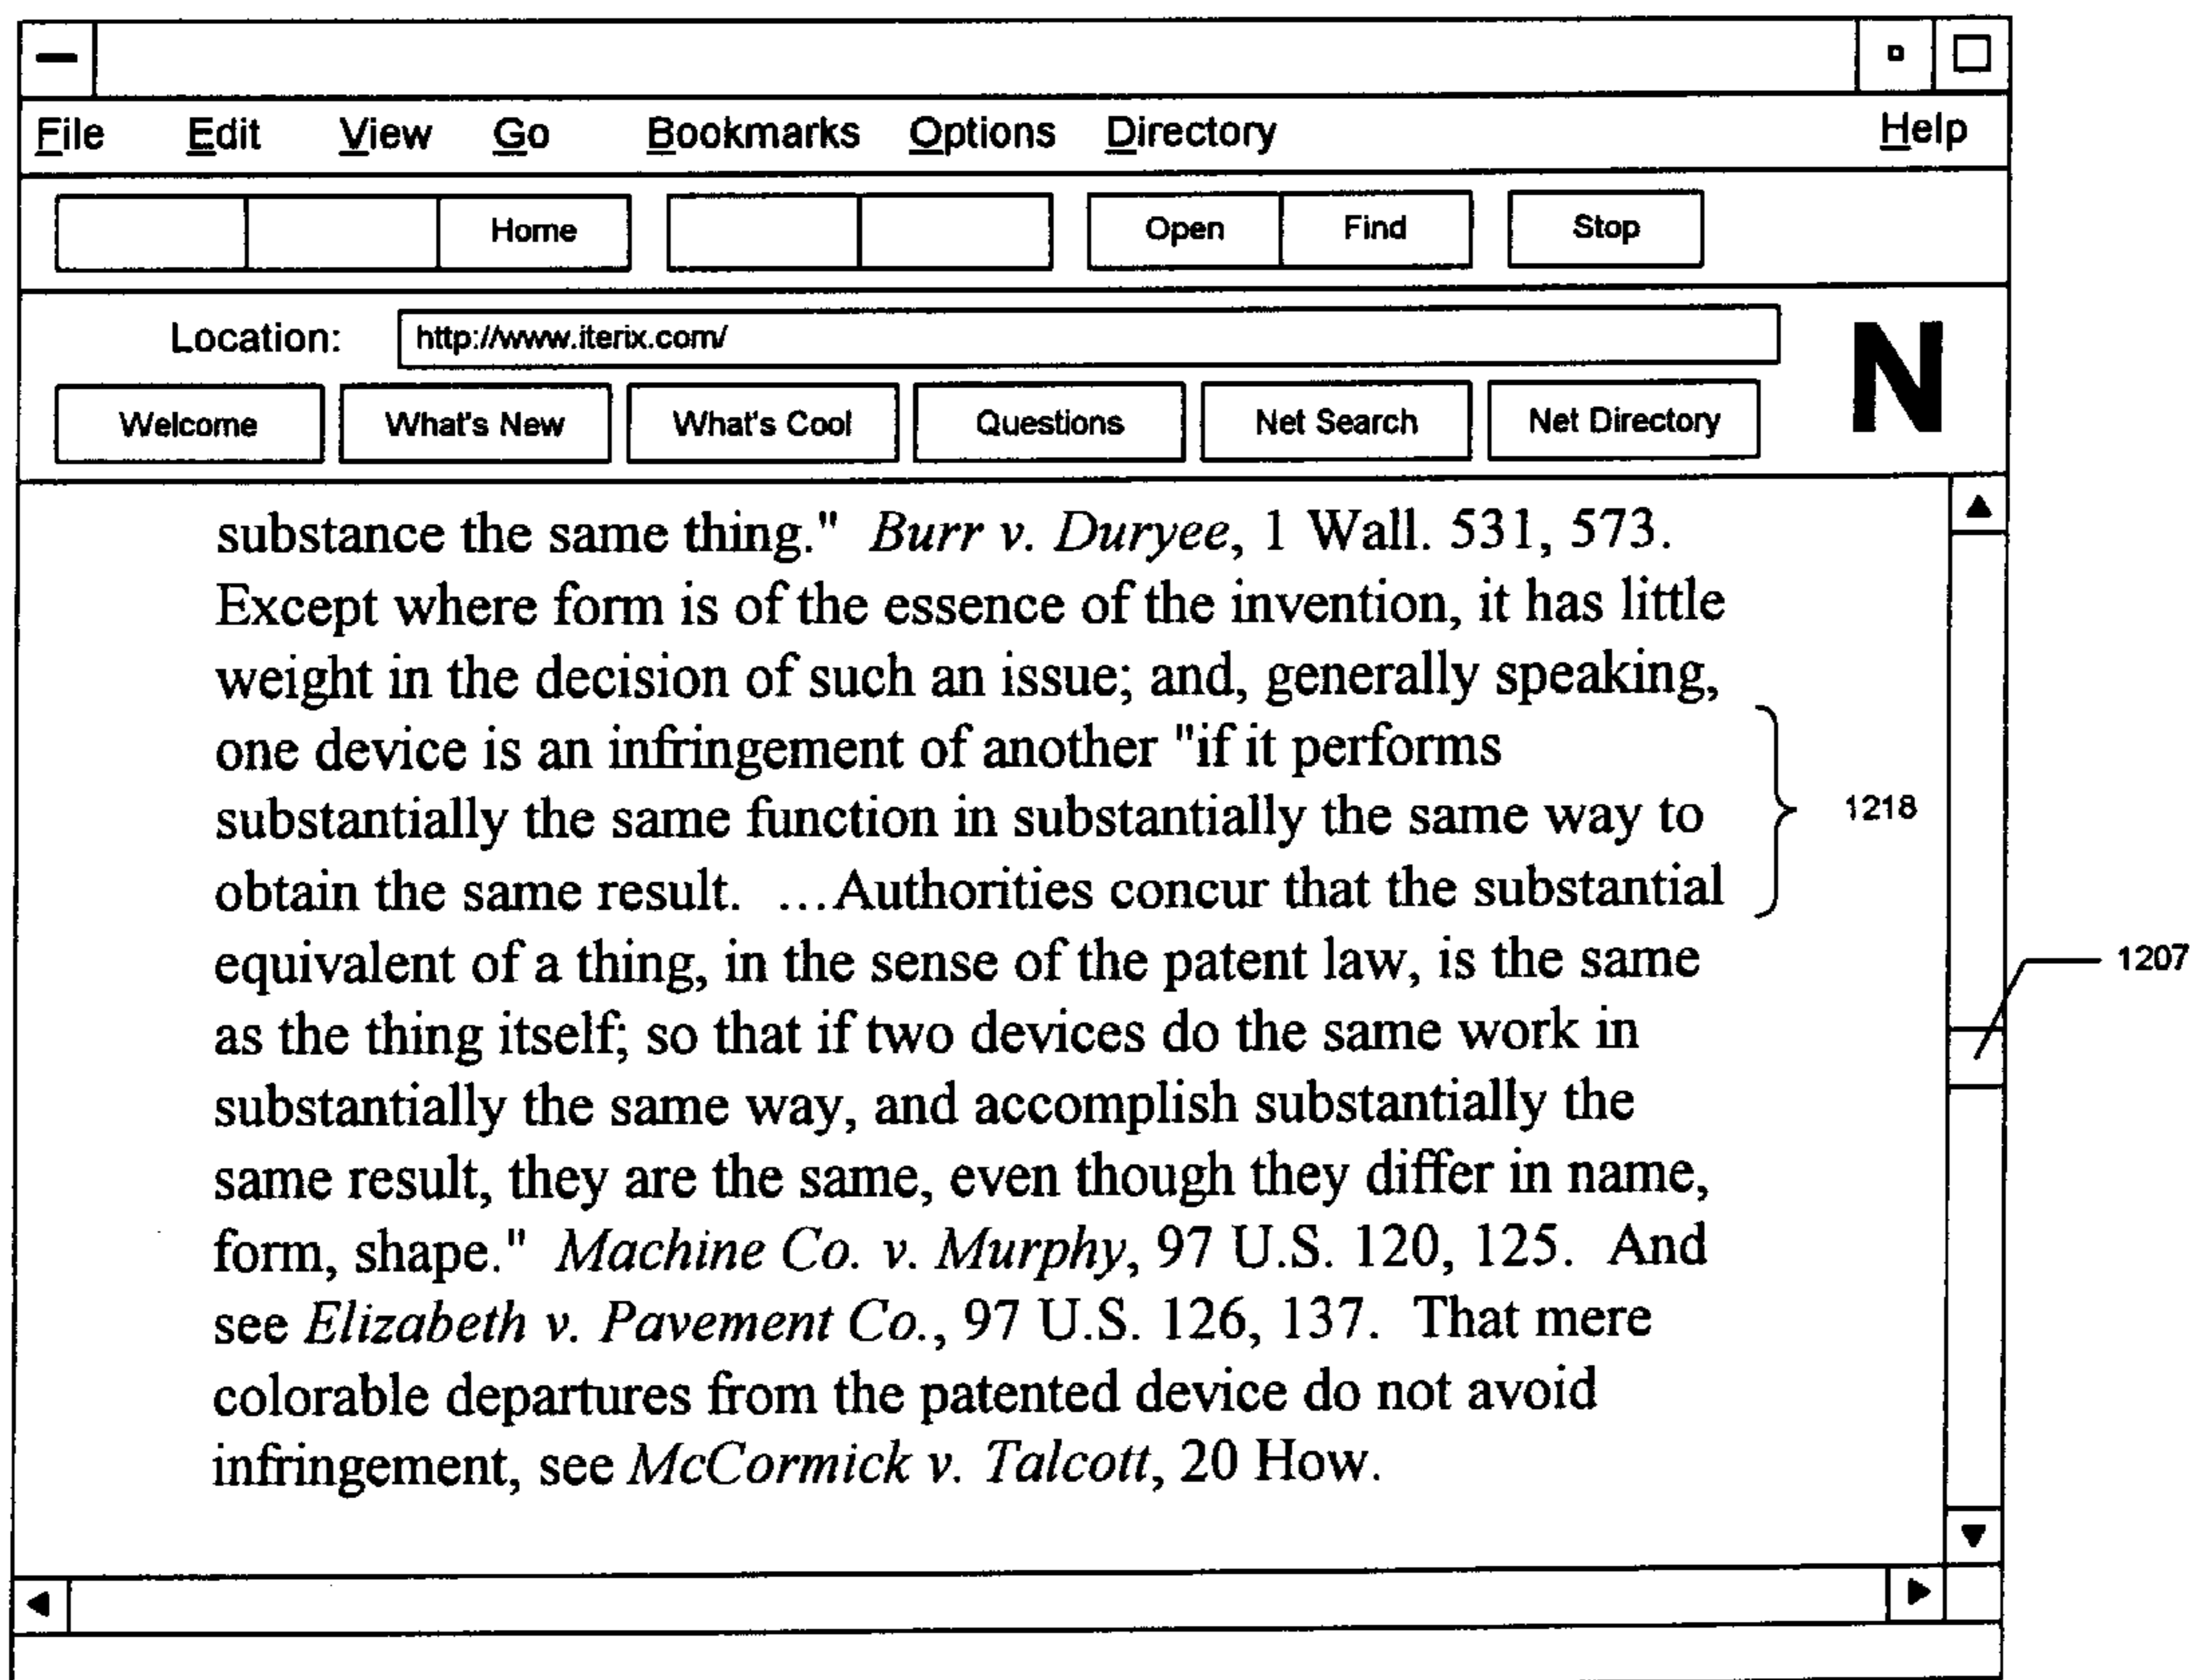 File Edit View Go Bookmarks Options Directory Help
Home Open Find Stop
Location: http://www.iterix.com/
N
Welcome What's New What's Cool Questions Net Search Net Directory
substance the same thing." Burr v. Duryee, 1 Wall. 531, 573.
Except where form is of the essence of the invention, it has little
weight in the decision of such an issue; and, generally speaking,
one device is an infringement of another "if it performs
substantially the same function in substantially the same way to
1218
obtain the same result. ...Authorities concur that the substantial
equivalent of a thing, in the sense of the patent law, is the same
1207
as the thing itself; so that if two devices do the same work in
substantially the same way, and accomplish substantially the
same result, they are the same, even though they differ in name,
form, shape." Machine Co. v. Murphy, 97 U.S. 120, 125. And
see Elizabeth v. Pavement Co., 97 U.S. 126, 137. That mere
colorable departures from the patented device do not avoid
infringement, see McCormick v. Talcott, 20 How.